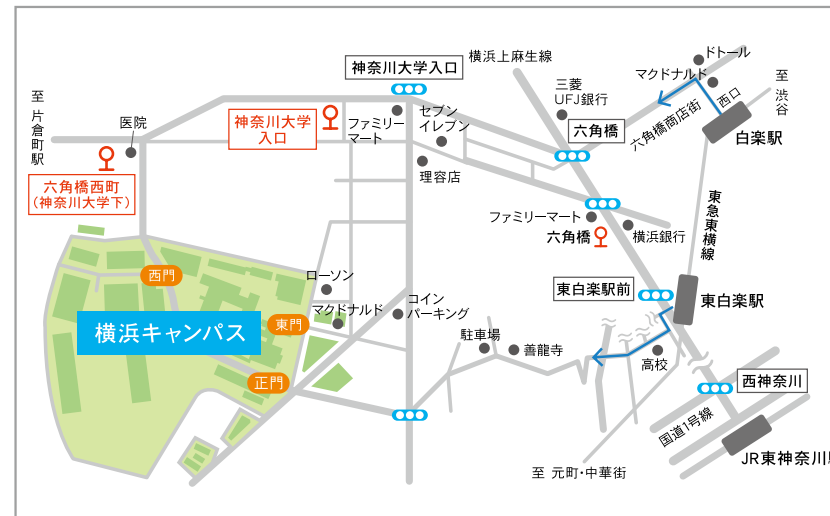 神奈川大学入口
横浜上麻生線
ドトール
マクドナルド
西口
至 渋谷
三菱
UFJ銀行
六角橋
六角橋商店街
白楽駅
至 片倉町駅
医院
神奈川大学
入口
ファミリー
マート
セブン
イレブン
理容店
六角橋西町
(神奈川大学下)
東急東横線
ファミリーマート
六角橋
横浜銀行
西門
ローソン
マクドナルド
コイン
パーキング
東白楽駅前
東白楽駅
横浜キャンパス
東門
正門
駐車場
善龍寺
高校
西神奈川
国道1号線
至 元町・中華街
JR東神奈川駅